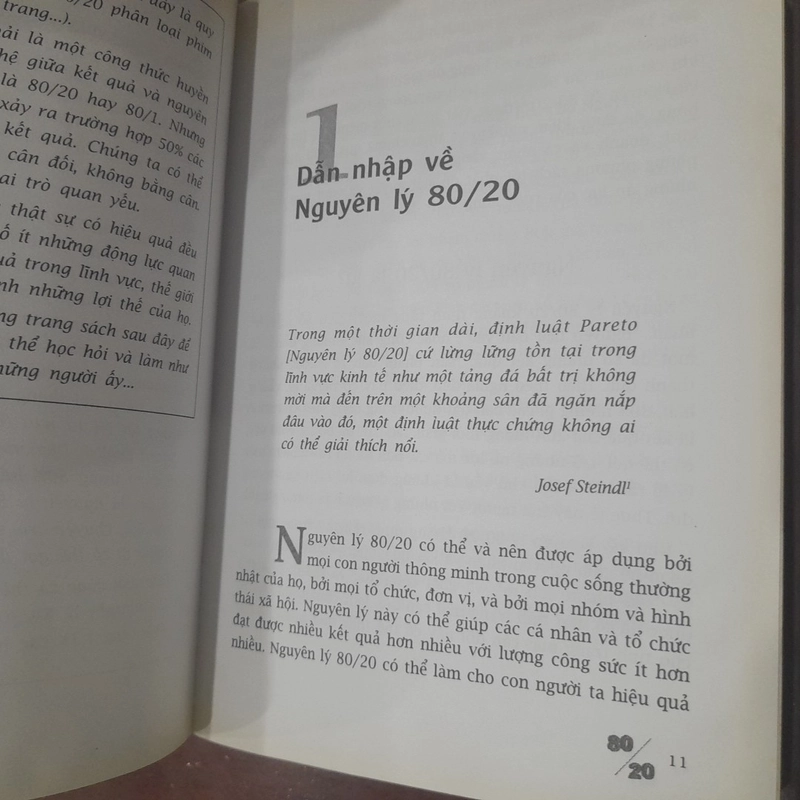 80/20 phân loại phim
trang...).
ải là một công thức huyền
hệ giữa kết quả và nguyên
là 80/20 hay 80/1. Nhưng
xảy ra trường hợp 50% các
kết quả. Chúng ta có thể
cân đối, không bằng cân,
ai trò quan yếu.
thật sự có hiệu quả đều
ố ít những động lực quan
uả trong lĩnh vực, thế giới
nh những lợi thế của họ.
ng trang sách sau đây để
thể học hỏi và làm như
hững người ấy...
1
Dẫn nhập về
Nguyên lý 80/20
Trong một thời gian dài, định luật Pareto
[Nguyên lý 80/20] cứ lừng lững tồn tại trong
lĩnh vực kinh tế như một tảng đá bất trị không
mời mà đến trên một khoảng sân đã ngăn nắp
đâu vào đó, một định luật thực chứng không ai
có thể giải thích nổi.
Josef Steindl¹
Nguyên lý 80/20 có thể và nên được áp dụng bởi
mọi con người thông minh trong cuộc sống thường
nhật của họ, bởi mọi tổ chức, đơn vị, và bởi mọi nhóm và hình
thái xã hội. Nguyên lý này có thể giúp các cá nhân và tổ chức
đạt được nhiều kết quả hơn nhiều với lượng công sức ít hơn
nhiều. Nguyên lý 80/20 có thể làm cho con người ta hiệu quả
80/20 11